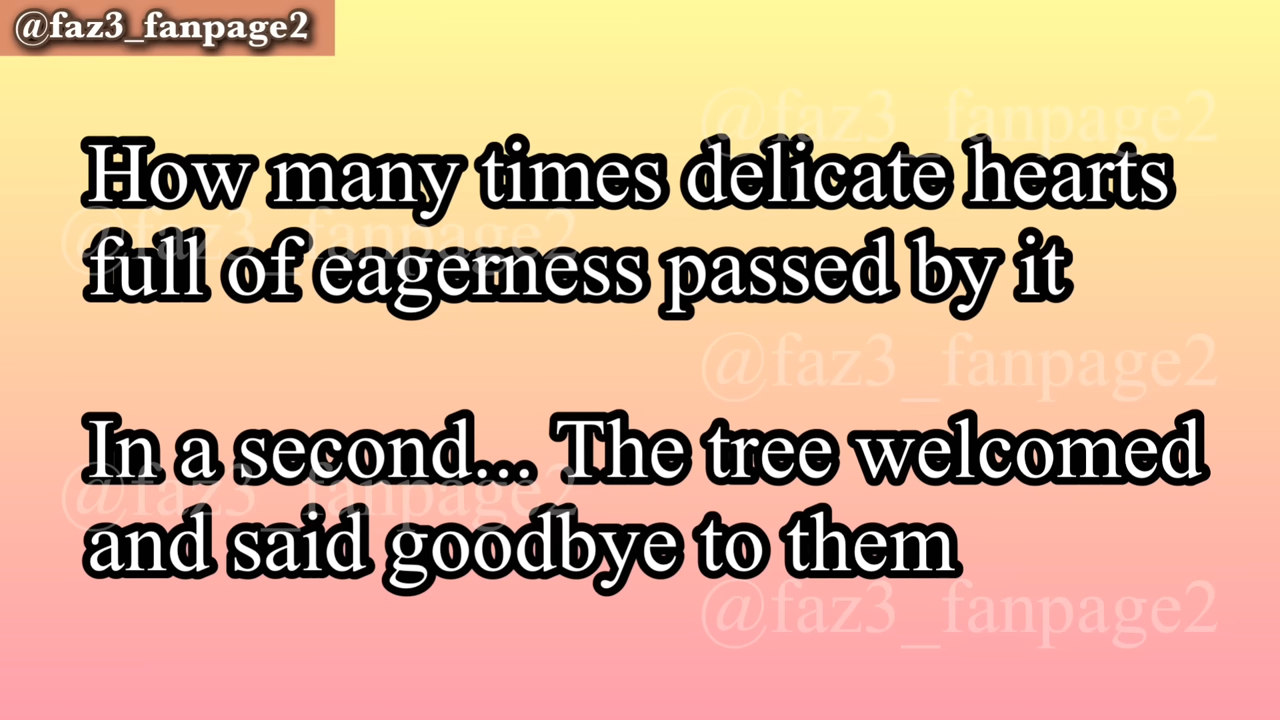 @faz3_fanpage2
@faz3_fanpage2
How many times delicate hearts
@faz3_fanpage2
full of eagerness passed by it
@faz3_fanpage2
In a second... The tree welcomed
@faz3_fanpage2
and said goodbye to them
@faz3_fanpage2